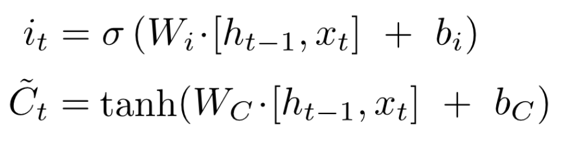 i_t = σ (W_i·[h_{t−1}, x_t] + b_i)
C̃_t = tanh(W_C·[h_{t−1}, x_t] + b_C)